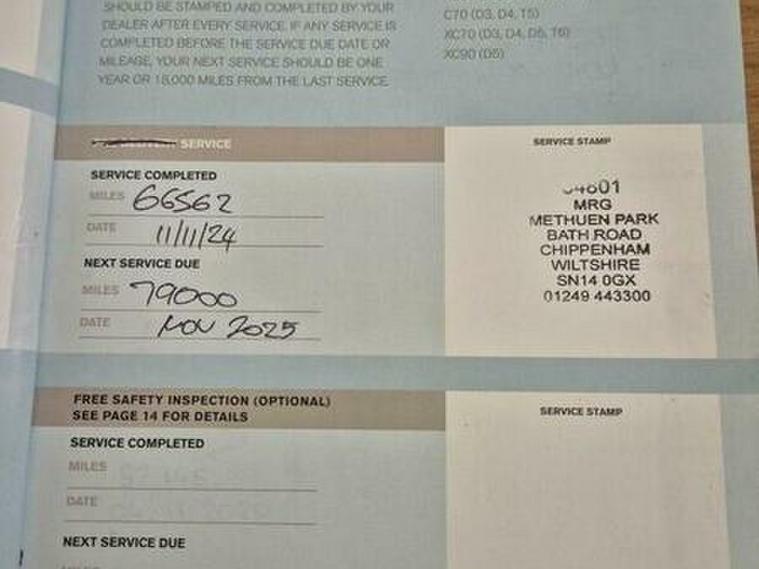 SHOULD BE STAMPED AND COMPLETED BY YOUR
DEALER AFTER EVERY SERVICE. IF ANY SERVICE IS
COMPLETED BEFORE THE SERVICE DUE DATE OR
MILEAGE, YOUR NEXT SERVICE SHOULD BE ONE
YEAR OR 18,000 MILES FROM THE LAST SERVICE.
C70 (D3, D4, T5)
XC70 (D3, D4, D5, T6)
XC90 (D5)
SERVICE
SERVICE STAMP
SERVICE COMPLETED
MILES 66562
DATE 11/11/24
NEXT SERVICE DUE
MILES 79000
DATE NOV 2025
MRG
METHUEN PARK
BATH ROAD
CHIPPENHAM
WILTSHIRE
SN14 0GX
01249 443300
FREE SAFETY INSPECTION (OPTIONAL)
SEE PAGE 14 FOR DETAILS
SERVICE STAMP
SERVICE COMPLETED
MILES
DATE
NEXT SERVICE DUE